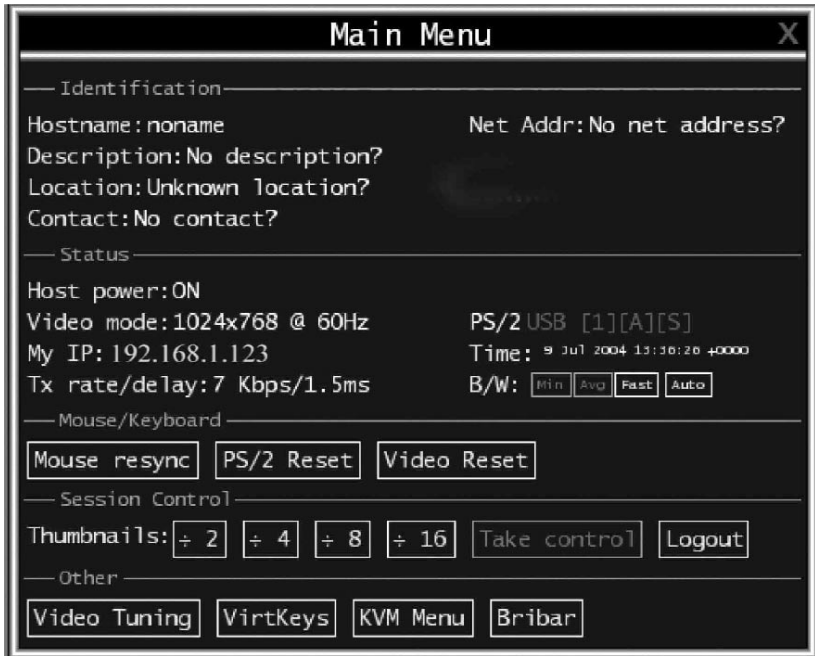 Main Menu X
Identification
Hostname:noname Net Addr:No net address?
Description:No description?
Location:Unknown location?
Contact:No contact?
Status
Host power:ON
Video mode:1024x768 @ 60Hz PS/2 USB [1][A][S]
My IP: 192.168.1.123 Time: 9 Jul 2004 13:36:26 +0000
Tx rate/delay:7 Kbps/1.5ms B/W: Min Avg Fast Auto
Mouse/Keyboard
Mouse resync PS/2 Reset Video Reset
Session Control
Thumbnails: ÷ 2 ÷ 4 ÷ 8 ÷ 16 Take control Logout
Other
Video Tuning VirtKeys KVM Menu Bribar